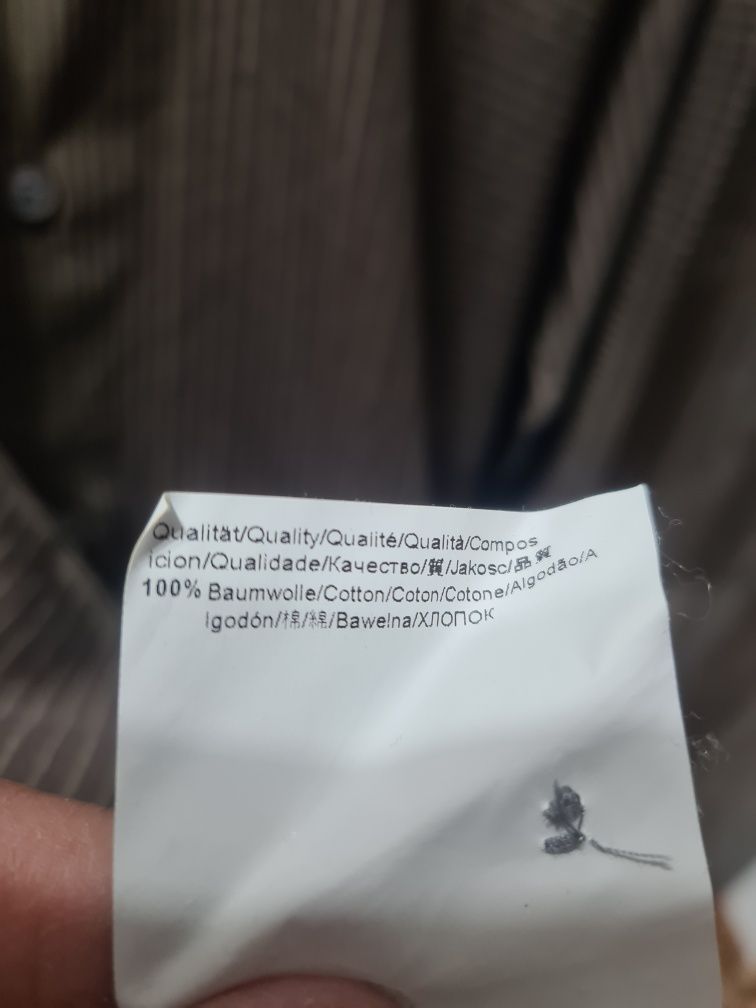 Qualität/Quality/Qualité/Qualità/Compos
icion/Qualidade/Качество/質/Jakosc/品質
100% Baumwolle/Cotton/Coton/Cotone/Algodão/A
lgodón/棉/綿/Bawelna/ХЛОПОК